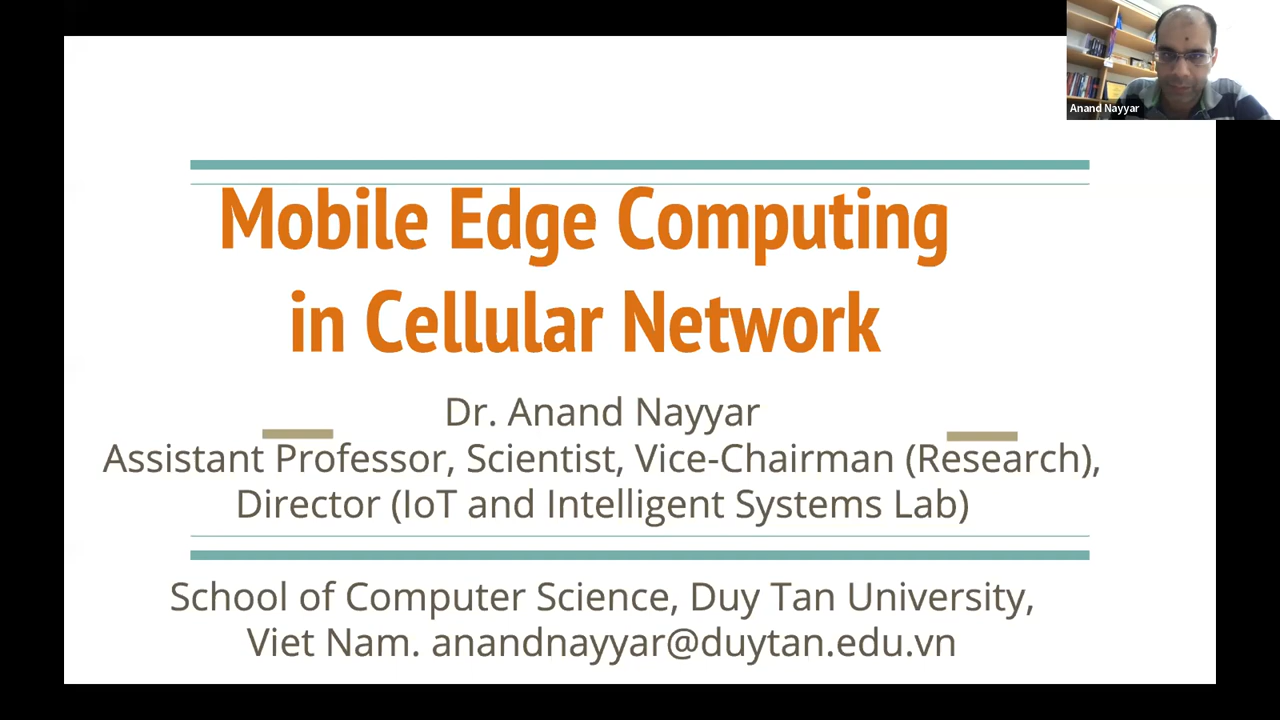 Anand Nayyar
Mobile Edge Computing
in Cellular Network
Dr. Anand Nayyar
Assistant Professor, Scientist, Vice-Chairman (Research),
Director (IoT and Intelligent Systems Lab)
School of Computer Science, Duy Tan University,
Viet Nam. anandnayyar@duytan.edu.vn